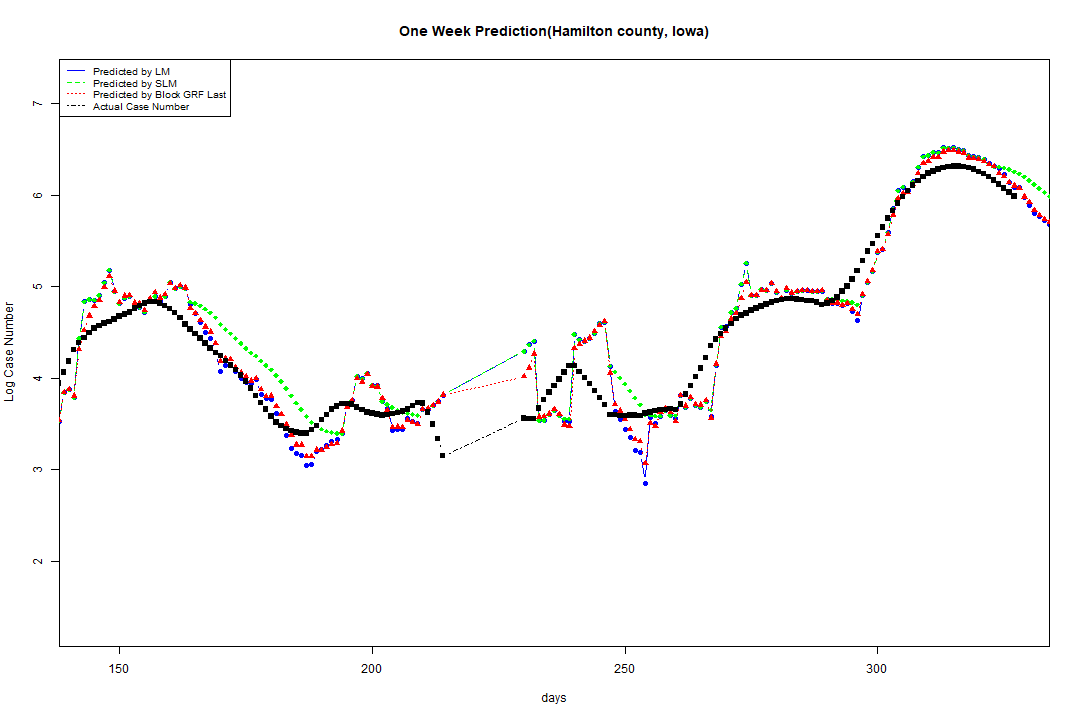 One Week Prediction(Hamilton county, Iowa)
Predicted by LM
Predicted by SLM
Predicted by Block GRF Last
Actual Case Number
Log Case Number
7
6
5
4
3
2
150 200 250 300
days